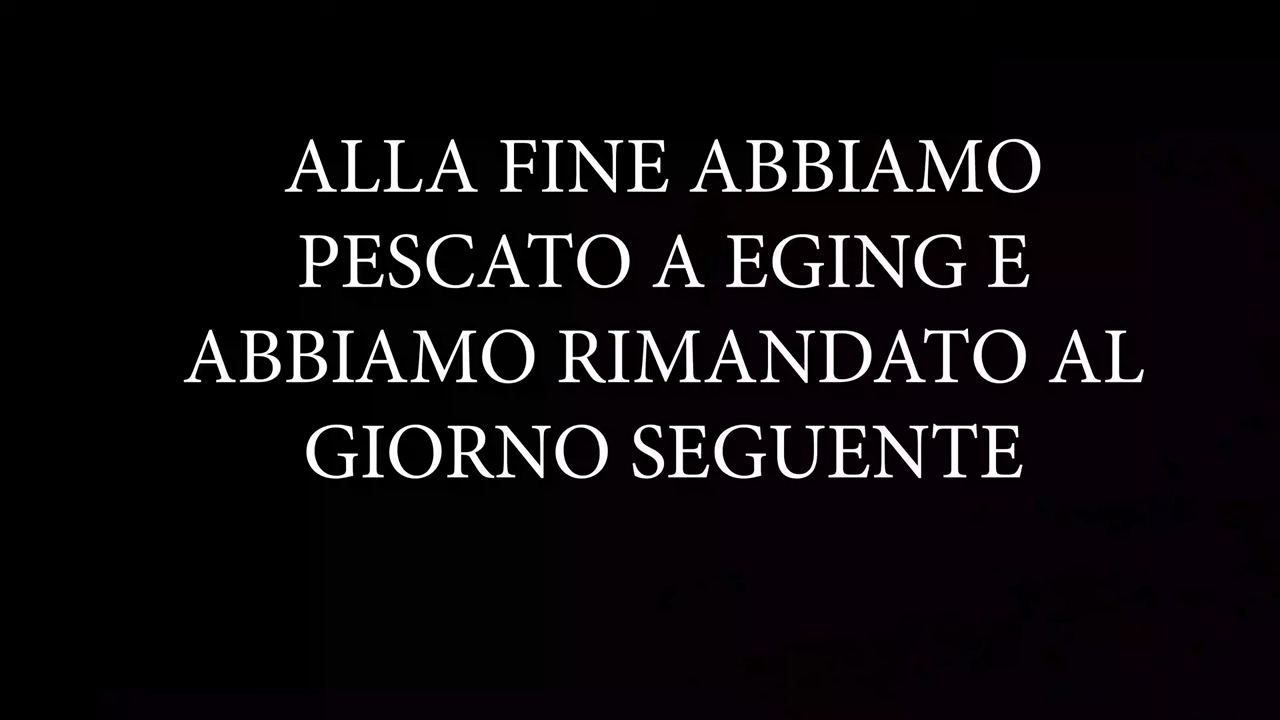 ALLA FINE ABBIAMO
PESCATO A EGING E
ABBIAMO RIMANDATO AL
GIORNO SEGUENTE